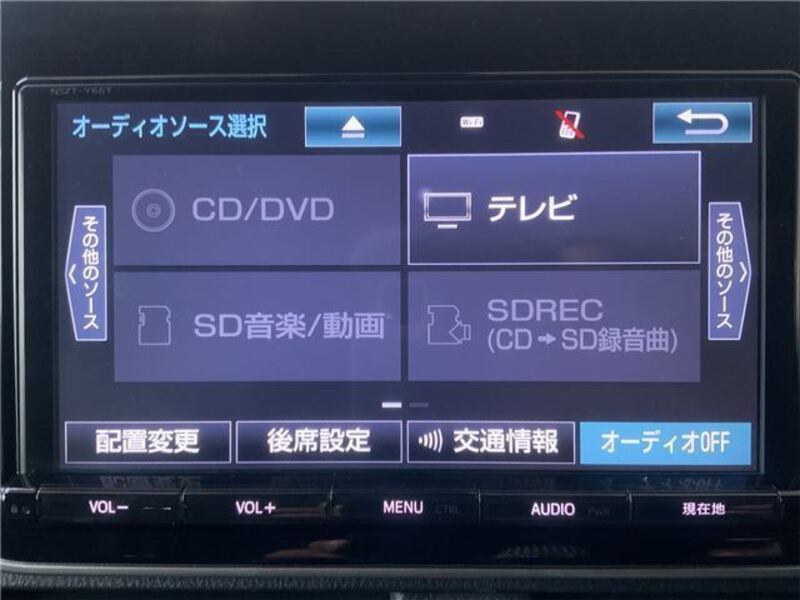 NSZT-Y66T
オーディオソース選択
Wi-Fi
CD/DVD
テレビ
その他のソース
その他のソース
SD音楽/動画
SDREC
(CD➡SD録音曲)
配置変更
後席設定
交通情報
オーディオOFF
VOL−
VOL+
MENU CTRL
AUDIO PWR
現在地